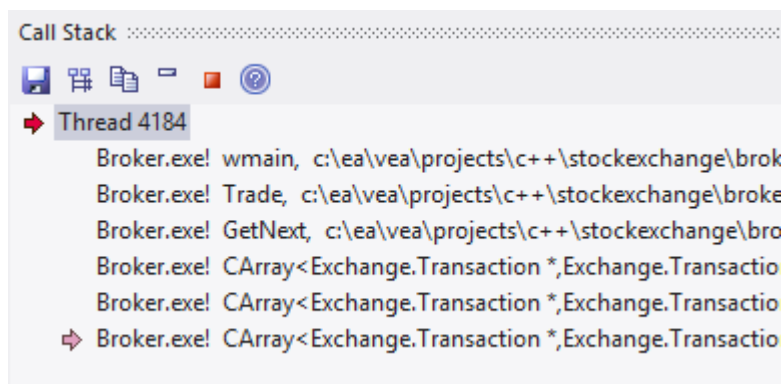 Call Stack
Thread 4184
Broker.exe! wmain, c:\ea\vea\projects\c++\stockexchange\brok
Broker.exe! Trade, c:\ea\vea\projects\c++\stockexchange\broke
Broker.exe! GetNext, c:\ea\vea\projects\c++\stockexchange\bro
Broker.exe! CArray<Exchange.Transaction *,Exchange.Transactio
Broker.exe! CArray<Exchange.Transaction *,Exchange.Transactio
Broker.exe! CArray<Exchange.Transaction *,Exchange.Transactio